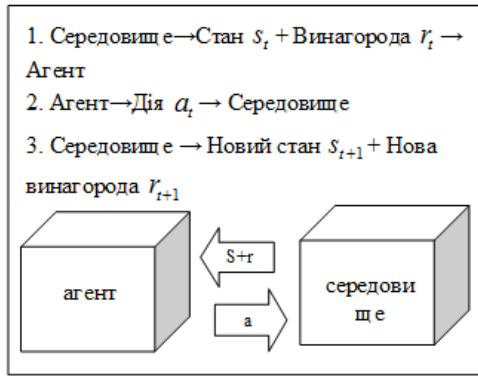 1. Середовище→Стан s_t + Винагорода r_t →
Агент
2. Агент→Дія a_t → Середовище
3. Середовище → Новий стан s_{t+1} + Нова
винагорода r_{t+1}
S+r
агент
середови
ще
a